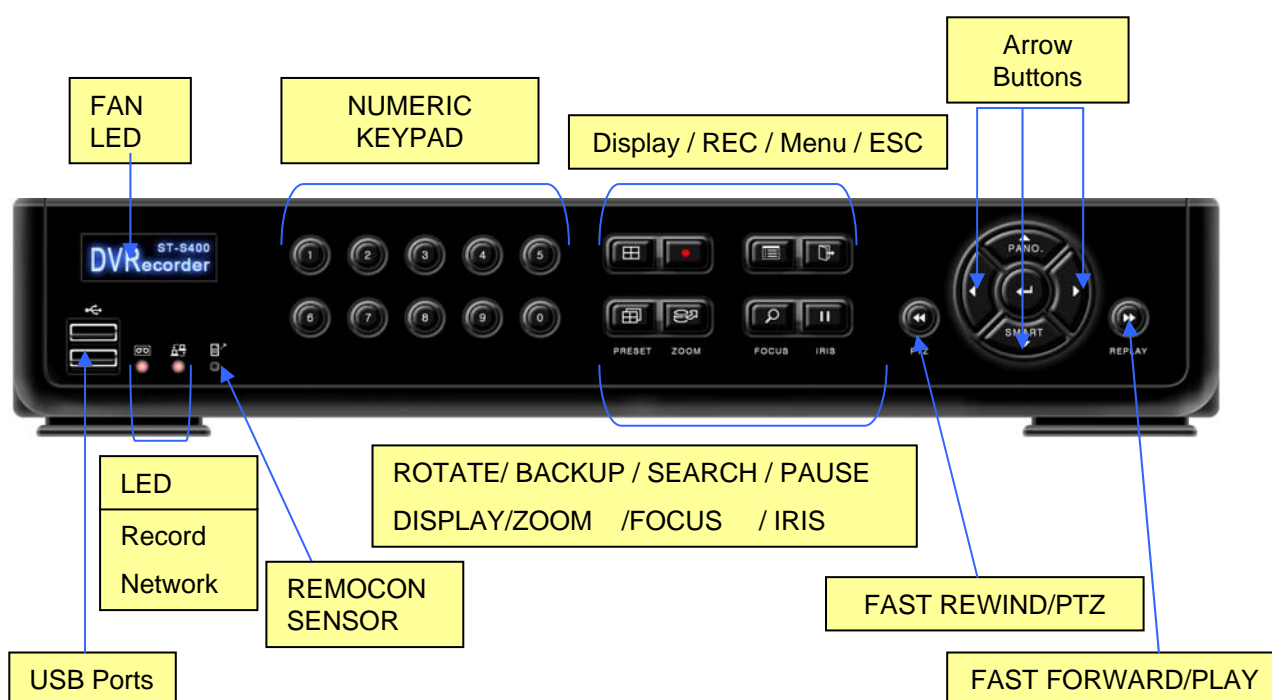 Arrow
Buttons
FAN
LED
NUMERIC
KEYPAD
Display / REC / Menu / ESC
ST-S400
DVRecorder
1 2 3 4 5
6 7 8 9 0
PANO.
SMART
PRESET ZOOM FOCUS IRIS
PTZ
REPLAY
LED
Record
Network
REMOCON
SENSOR
ROTATE/ BACKUP / SEARCH / PAUSE
DISPLAY/ZOOM /FOCUS / IRIS
FAST REWIND/PTZ
USB Ports
FAST FORWARD/PLAY